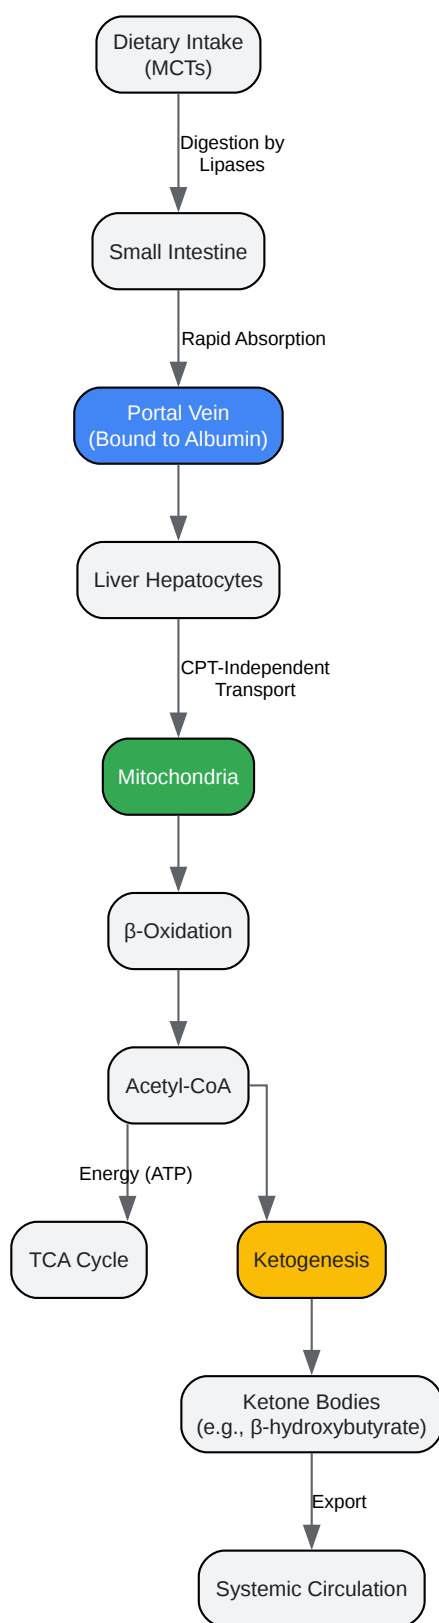 Dietary Intake
(MCTs)
Digestion by
Lipases
Small Intestine
Rapid Absorption
Portal Vein
(Bound to Albumin)
Liver Hepatocytes
CPT-Independent
Transport
Mitochondria
β-Oxidation
Acetyl-CoA
Energy (ATP)
TCA Cycle
Ketogenesis
Ketone Bodies
(e.g., β-hydroxybutyrate)
Export
Systemic Circulation